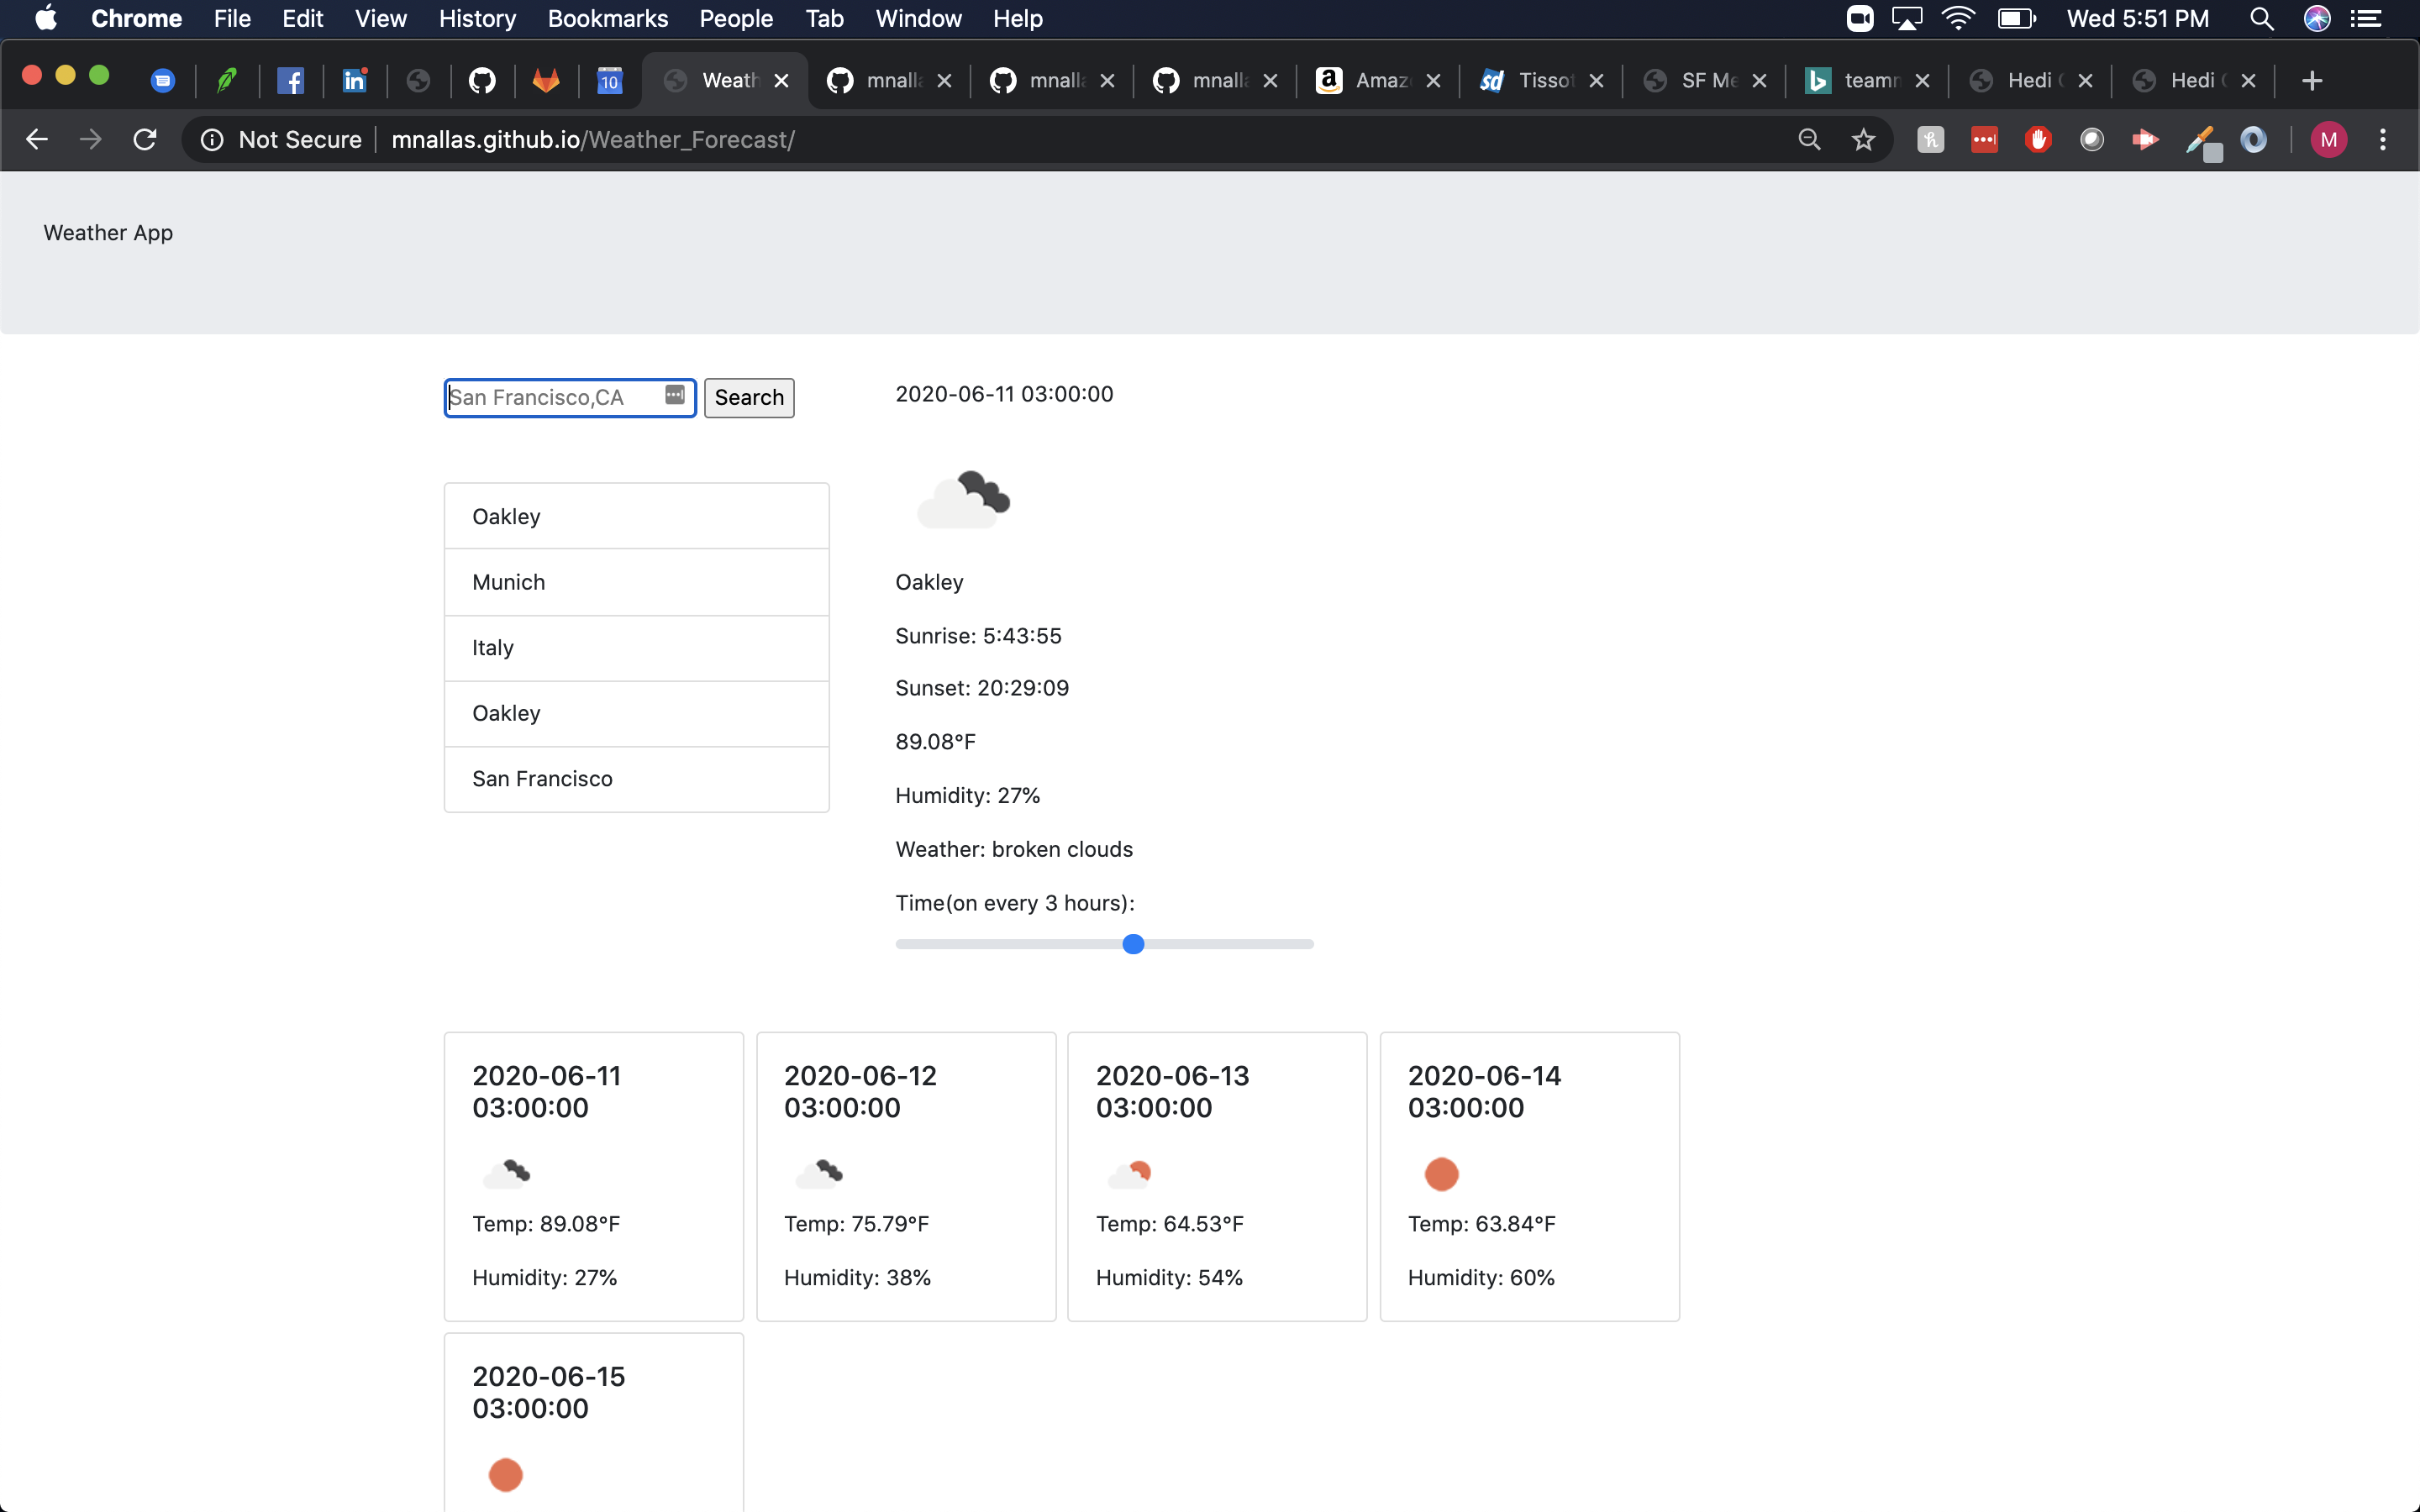 Chrome File Edit View History Bookmarks People Tab Window Help Wed 5:51 PM
10 Weath mnalla mnalla mnalla Amaz Tissot SF Me teamm Hedi Hedi
Not Secure mnallas.github.io/Weather_Forecast/ M
Weather App
San Francisco,CA Search
2020-06-11 03:00:00
Oakley
Munich
Italy
Oakley
San Francisco
Oakley
Sunrise: 5:43:55
Sunset: 20:29:09
89.08°F
Humidity: 27%
Weather: broken clouds
Time(on every 3 hours):
2020-06-11
03:00:00
Temp: 89.08°F
Humidity: 27%
2020-06-12
03:00:00
Temp: 75.79°F
Humidity: 38%
2020-06-13
03:00:00
Temp: 64.53°F
Humidity: 54%
2020-06-14
03:00:00
Temp: 63.84°F
Humidity: 60%
2020-06-15
03:00:00